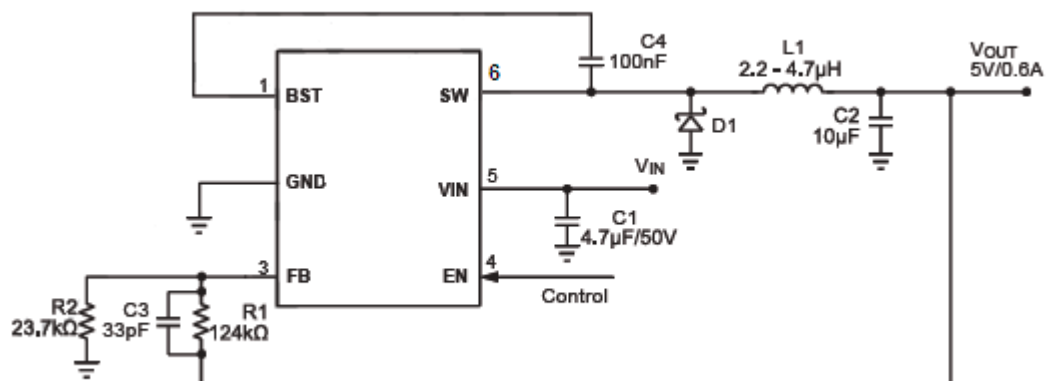 C4
100nF
L1
2.2 - 4.7µH
VOUT
5V/0.6A
1
BST
SW
6
D1
C2
10µF
GND
VIN
5
VIN
C1
4.7µF/50V
3
FB
EN
4
Control
R2
23.7kΩ
C3
33pF
R1
124kΩ